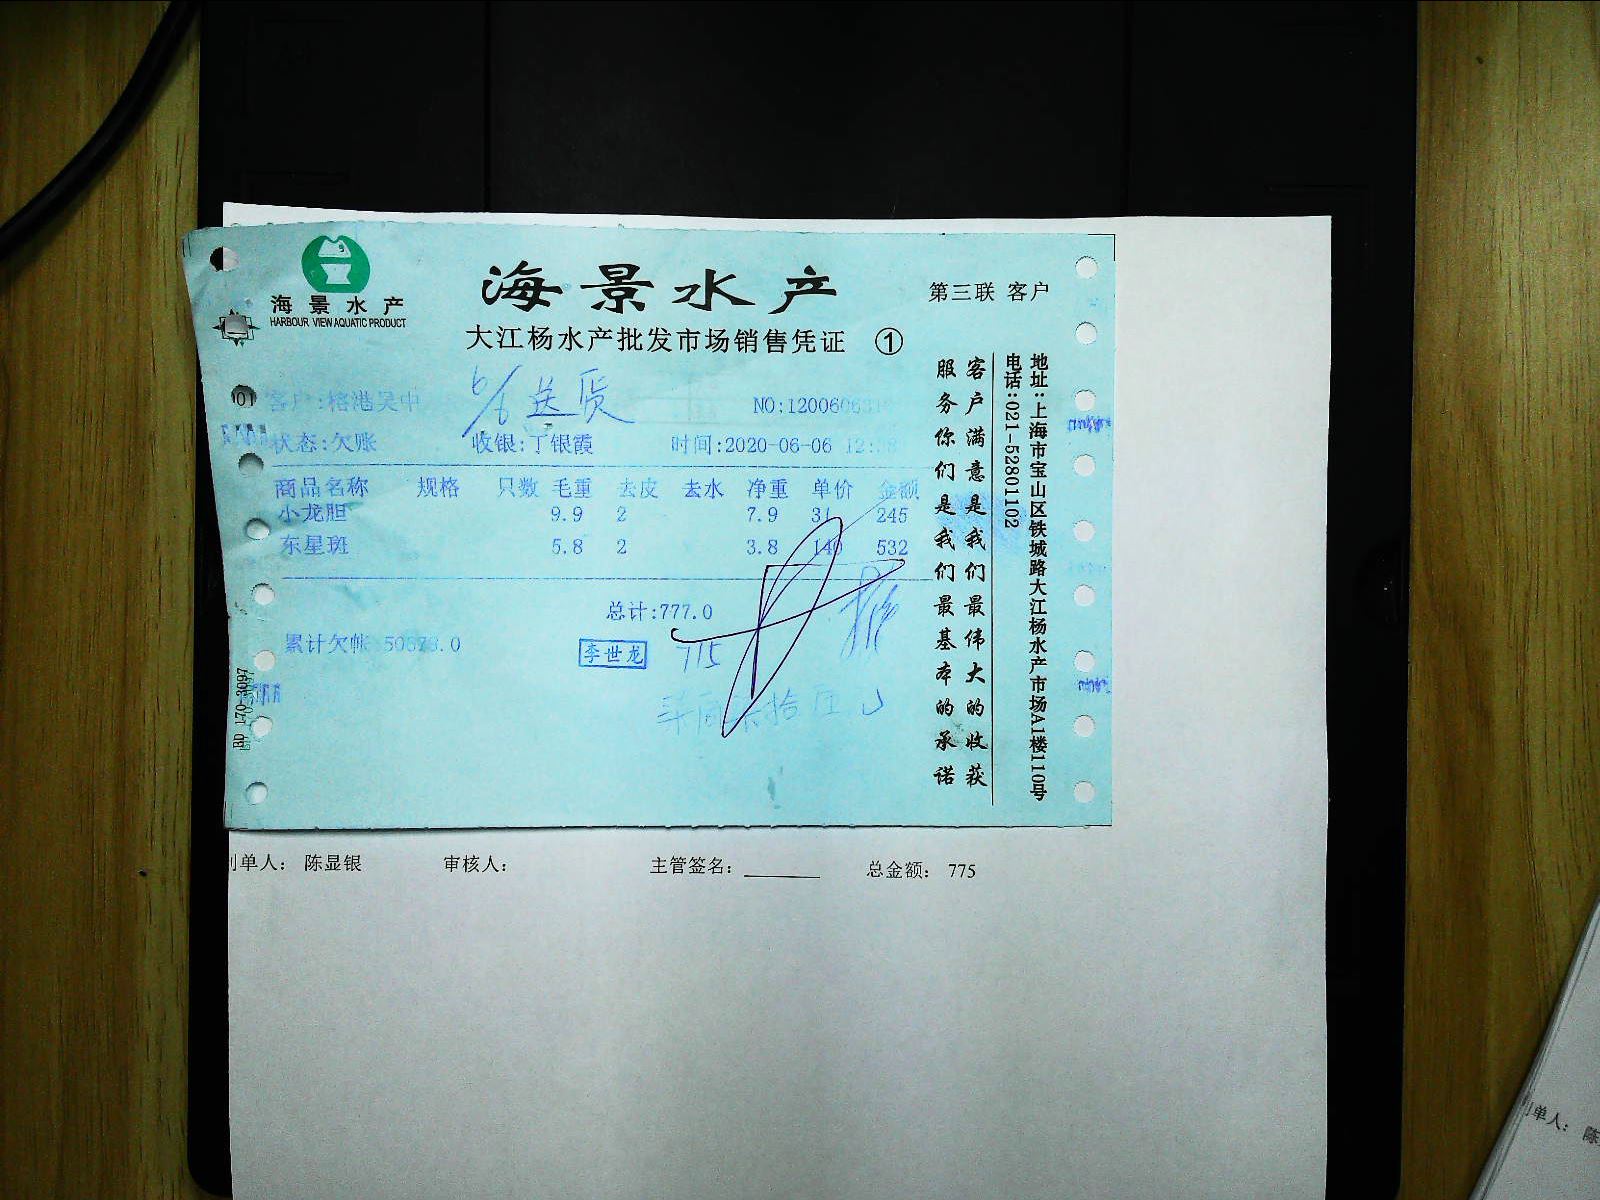 海景水产
HARBOUR VIEW AQUATIC PRODUCT
海景水产
第三联 客户
大江杨水产批发市场销售凭证 ①
6/6 送货
客户:榕港吴中
NO:1200606
状态:欠账 收银:丁银霞 时间:2020-06-06 12:
商品名称 规格 只数 毛重 去皮 去水 净重 单价 金额
小龙胆 9.9 2 7.9 31 245
东星斑 5.8 2 3.8 140 532
总计:777.0
累计欠帐
李世龙
775
客户满意是我们最伟大的收获
服务你们是我们最基本的承诺
地址:上海市宝山区铁城路大江杨水产市场A1楼110号
电话:021-52801102
BD 170-3097
制单人: 陈显银 审核人: 主管签名: 总金额: 775
单人: 陈